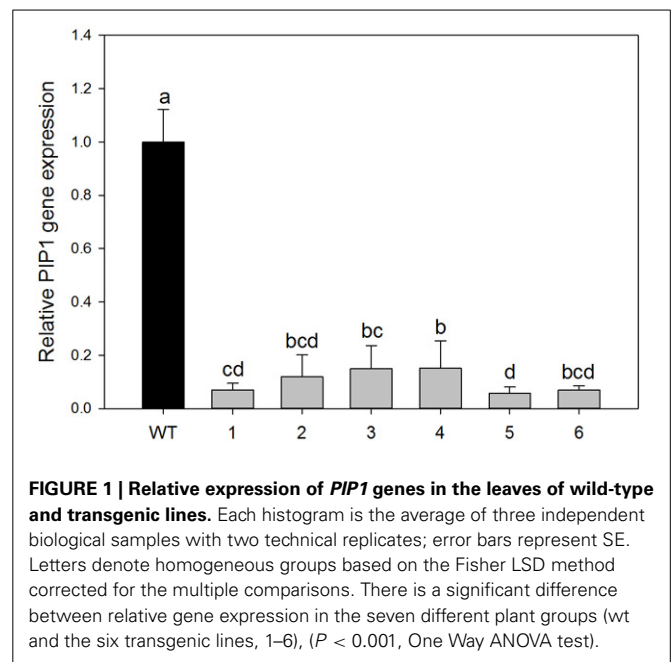 1.4
a
1.2
1.0
0.8
0.6
0.4
0.2
0.0
Relative PIP1 gene expression
cd
bcd
bc
b
d
bcd
WT 1 2 3 4 5 6
FIGURE 1 | Relative expression of PIP1 genes in the leaves of wild-type
and transgenic lines. Each histogram is the average of three independent
biological samples with two technical replicates; error bars represent SE.
Letters denote homogeneous groups based on the Fisher LSD method
corrected for the multiple comparisons. There is a significant difference
between relative gene expression in the seven different plant groups (wt
and the six transgenic lines, 1–6), (P < 0.001, One Way ANOVA test).